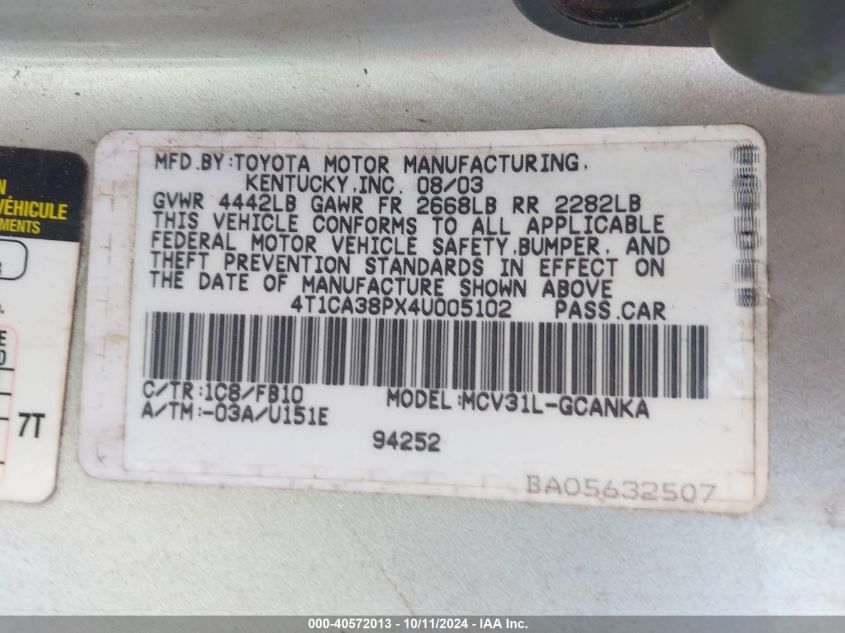 MFD.BY:TOYOTA MOTOR MANUFACTURING.
KENTUCKY.INC. 08/03
GVWR 4442LB GAWR FR 2668LB RR 2282LB
THIS VEHICLE CONFORMS TO ALL APPLICABLE
FEDERAL MOTOR VEHICLE SAFETY.BUMPER. AND
THEFT PREVENTION STANDARDS IN EFFECT ON
THE DATE OF MANUFACTURE SHOWN ABOVE
4T1CA38PX4U005102 PASS.CAR
C/TR:1C8/FB10 MODEL:MCV31L-GCANKA
A/TM:-03A/U151E
94252
BA05632507
VÉHICULE
7T
000-40572013 - 10/11/2024 - IAA Inc.